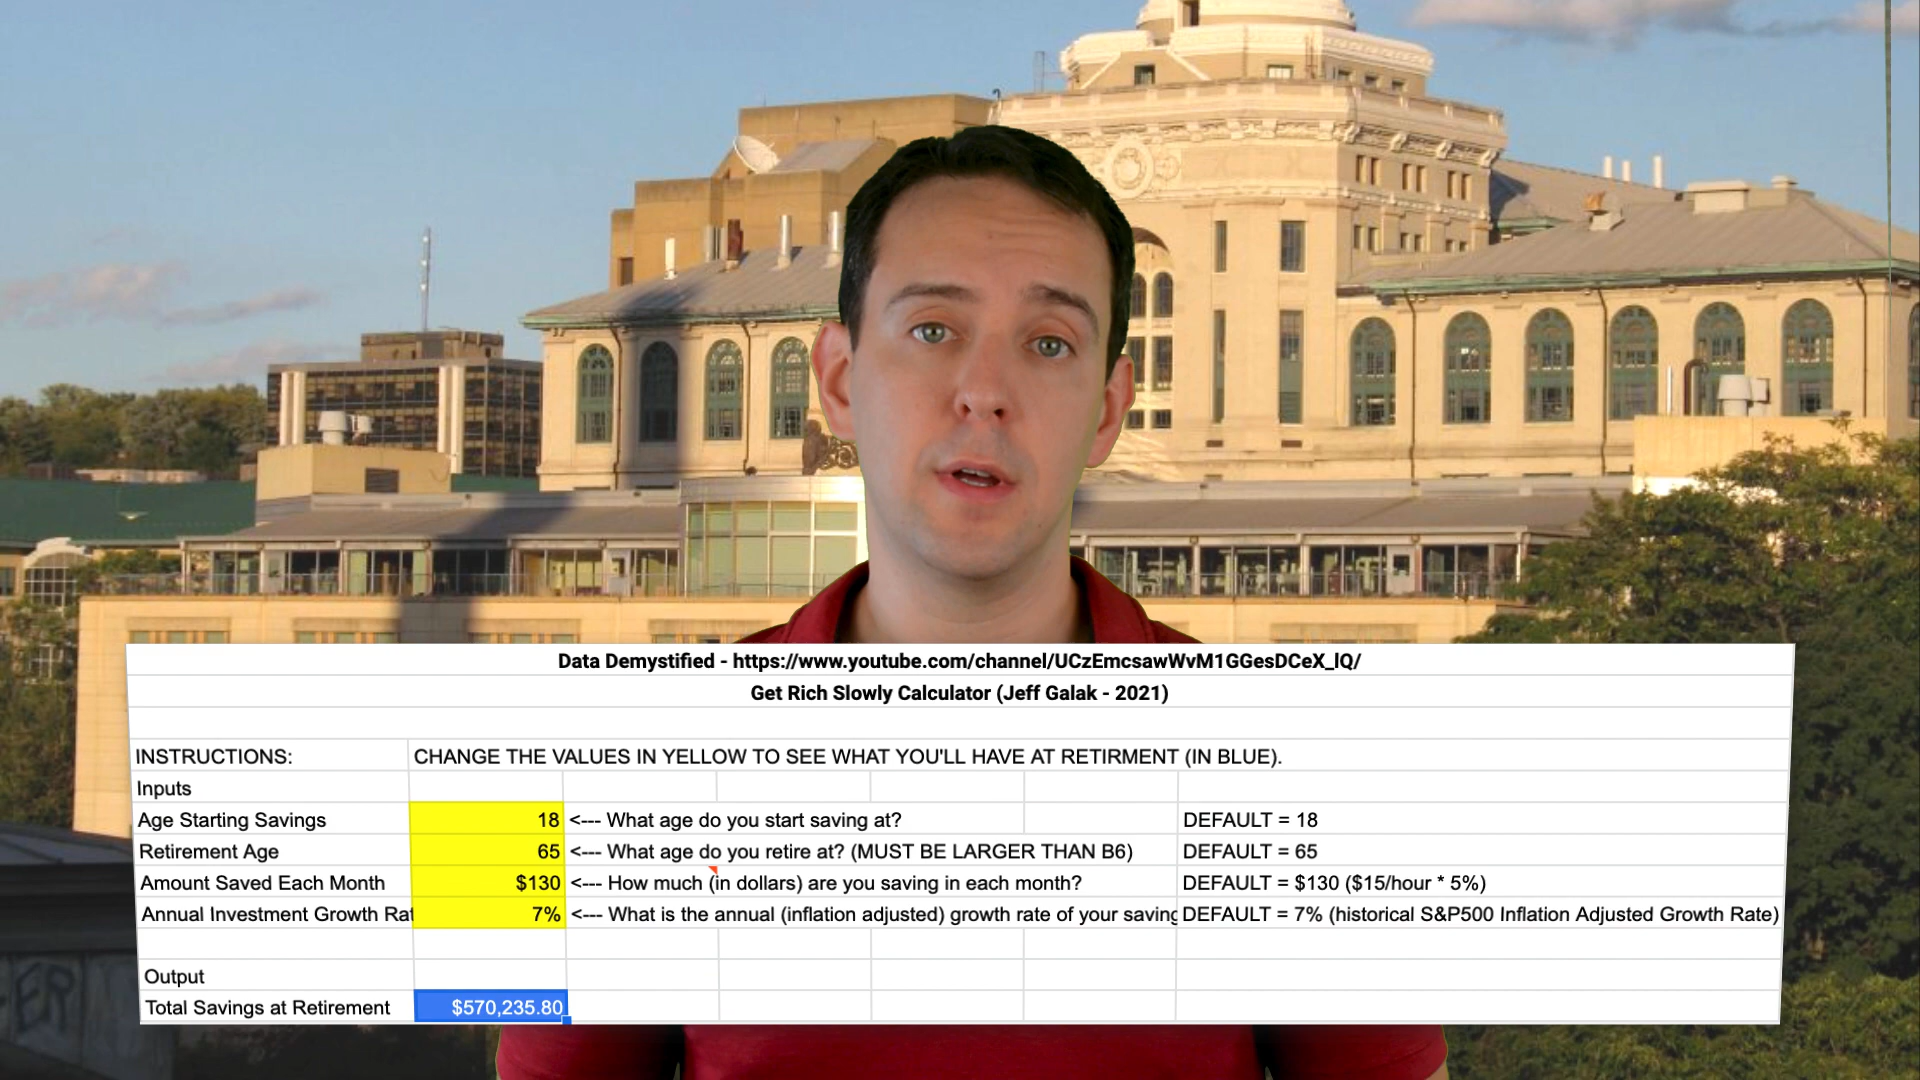 Data Demystified - https://www.youtube.com/channel/UCzEmcsawWvM1GGesDCeX_lQ/
Get Rich Slowly Calculator (Jeff Galak - 2021)
INSTRUCTIONS: CHANGE THE VALUES IN YELLOW TO SEE WHAT YOU'LL HAVE AT RETIRMENT (IN BLUE).
Inputs
Age Starting Savings 18 <--- What age do you start saving at? DEFAULT = 18
Retirement Age 65 <--- What age do you retire at? (MUST BE LARGER THAN B6) DEFAULT = 65
Amount Saved Each Month $130 <--- How much (in dollars) are you saving in each month? DEFAULT = $130 ($15/hour * 5%)
Annual Investment Growth Rat 7% <--- What is the annual (inflation adjusted) growth rate of your saving DEFAULT = 7% (historical S&P500 Inflation Adjusted Growth Rate)
Output
Total Savings at Retirement $570,235.80
ER